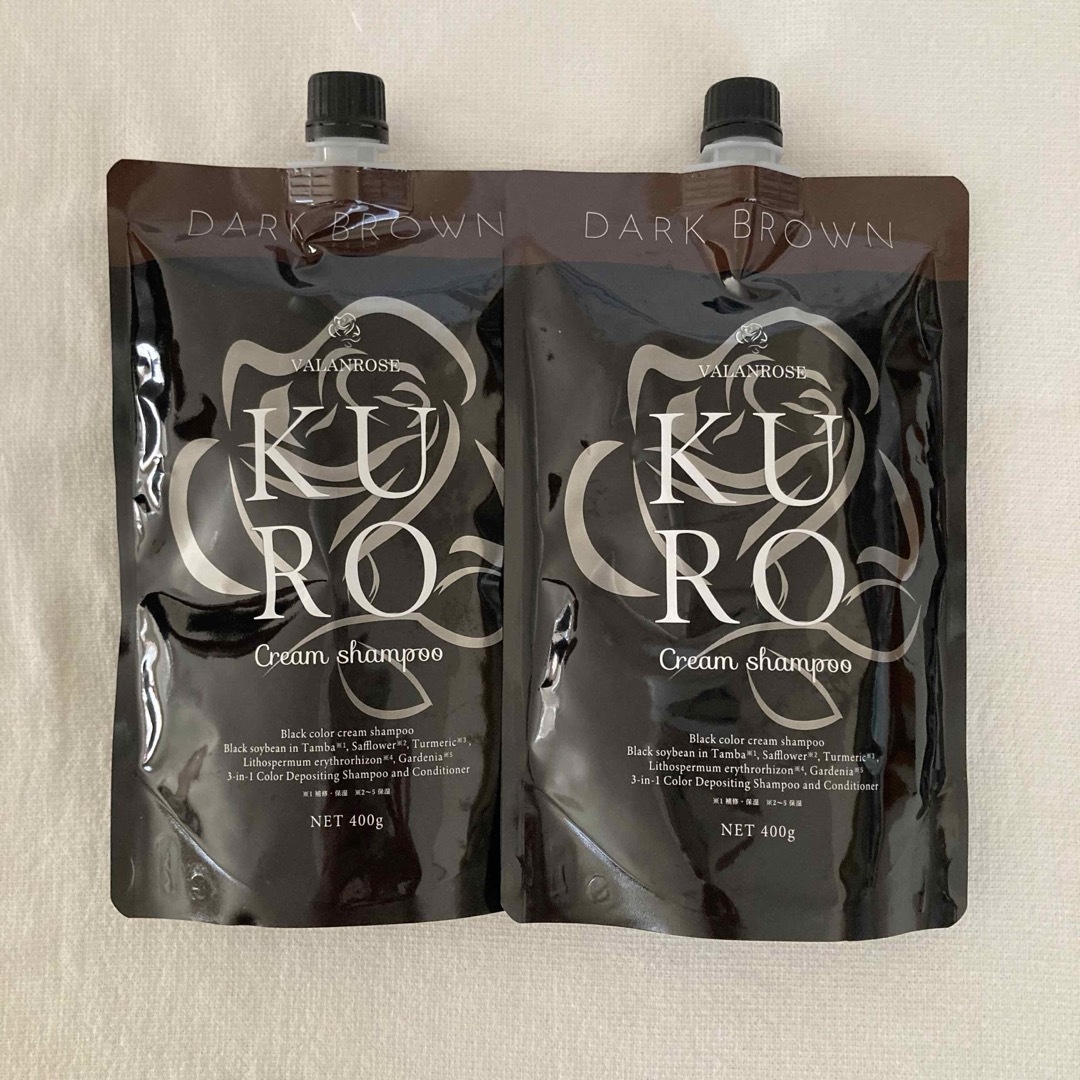 DARK BROWN
VALANROSE
KU
RO
Cream shampoo
Black color cream shampoo
Black soybean in Tamba※1, Safflower※2, Turmeric※3,
Lithospermum erythrorhizon※4, Gardenia※5
3-in-1 Color Depositing Shampoo and Conditioner
※1 補修・保湿 ※2~5 保湿
NET 400g
DARK BROWN
VALANROSE
KU
RO
Cream shampoo
Black color cream shampoo
Black soybean in Tamba※1, Safflower※2, Turmeric※3,
Lithospermum erythrorhizon※4, Gardenia※5
3-in-1 Color Depositing Shampoo and Conditioner
※1 補修・保湿 ※2~5 保湿
NET 400g